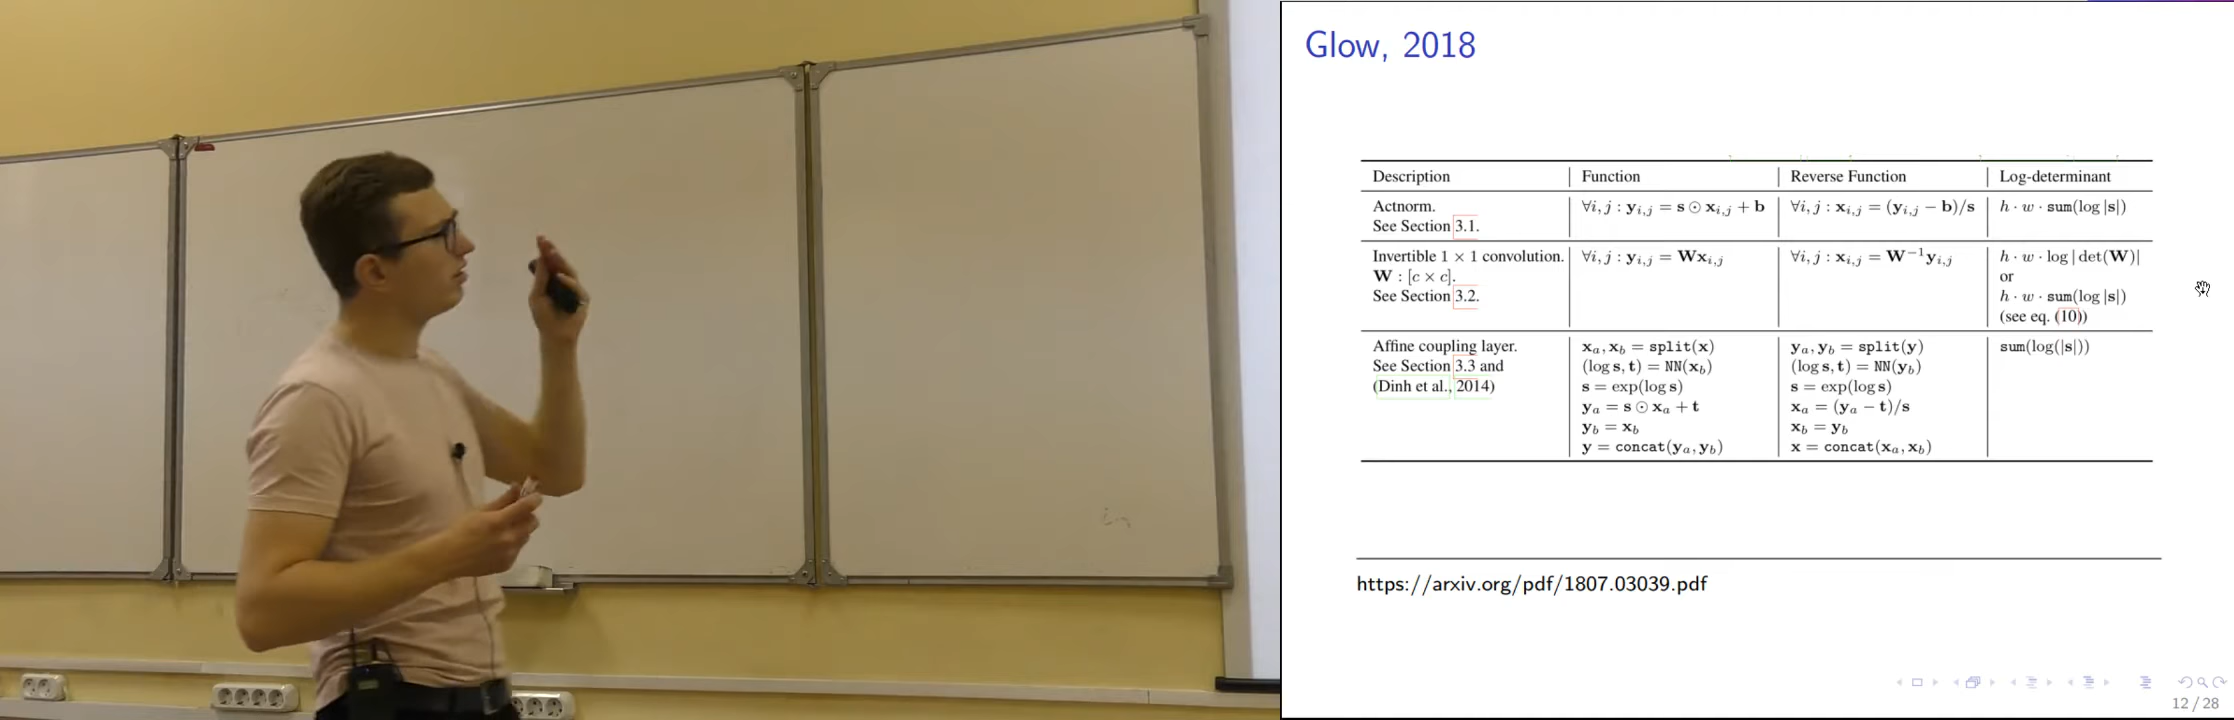 Glow, 2018
Description Function Reverse Function Log-determinant
Actnorm. ∀i, j : y_{i,j} = s ⊙ x_{i,j} + b ∀i, j : x_{i,j} = (y_{i,j} − b)/s h · w · sum(log |s|)
See Section 3.1.
Invertible 1 × 1 convolution. ∀i, j : y_{i,j} = Wx_{i,j} ∀i, j : x_{i,j} = W⁻¹y_{i,j} h · w · log | det(W)|
W : [c × c]. or
See Section 3.2. h · w · sum(log |s|)
(see eq. (10))
Affine coupling layer. x_a, x_b = split(x) y_a, y_b = split(y) sum(log(|s|))
See Section 3.3 and (log s, t) = NN(x_b) (log s, t) = NN(y_b)
(Dinh et al., 2014) s = exp(log s) s = exp(log s)
y_a = s ⊙ x_a + t x_a = (y_a − t)/s
y_b = x_b x_b = y_b
y = concat(y_a, y_b) x = concat(x_a, x_b)
https://arxiv.org/pdf/1807.03039.pdf
12 / 28